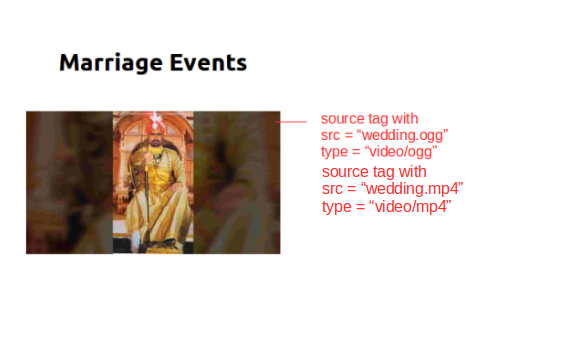 Marriage Events
source tag with
src = “wedding.ogg”
type = “video/ogg”
source tag with
src = “wedding.mp4”
type = “video/mp4”